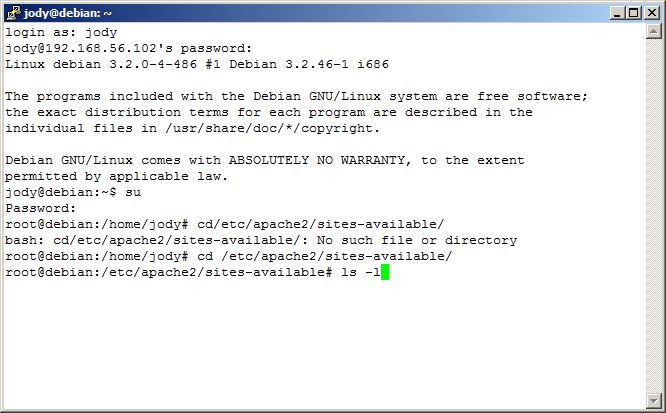 jody@debian: ~
login as: jody
jody@192.168.56.102's password:
Linux debian 3.2.0-4-486 #1 Debian 3.2.46-1 i686
The programs included with the Debian GNU/Linux system are free software;
the exact distribution terms for each program are described in the
individual files in /usr/share/doc/*/copyright.
Debian GNU/Linux comes with ABSOLUTELY NO WARRANTY, to the extent
permitted by applicable law.
jody@debian:~$ su
Password:
root@debian:/home/jody# cd/etc/apache2/sites-available/
bash: cd/etc/apache2/sites-available/: No such file or directory
root@debian:/home/jody# cd /etc/apache2/sites-available/
root@debian:/etc/apache2/sites-available# ls -l